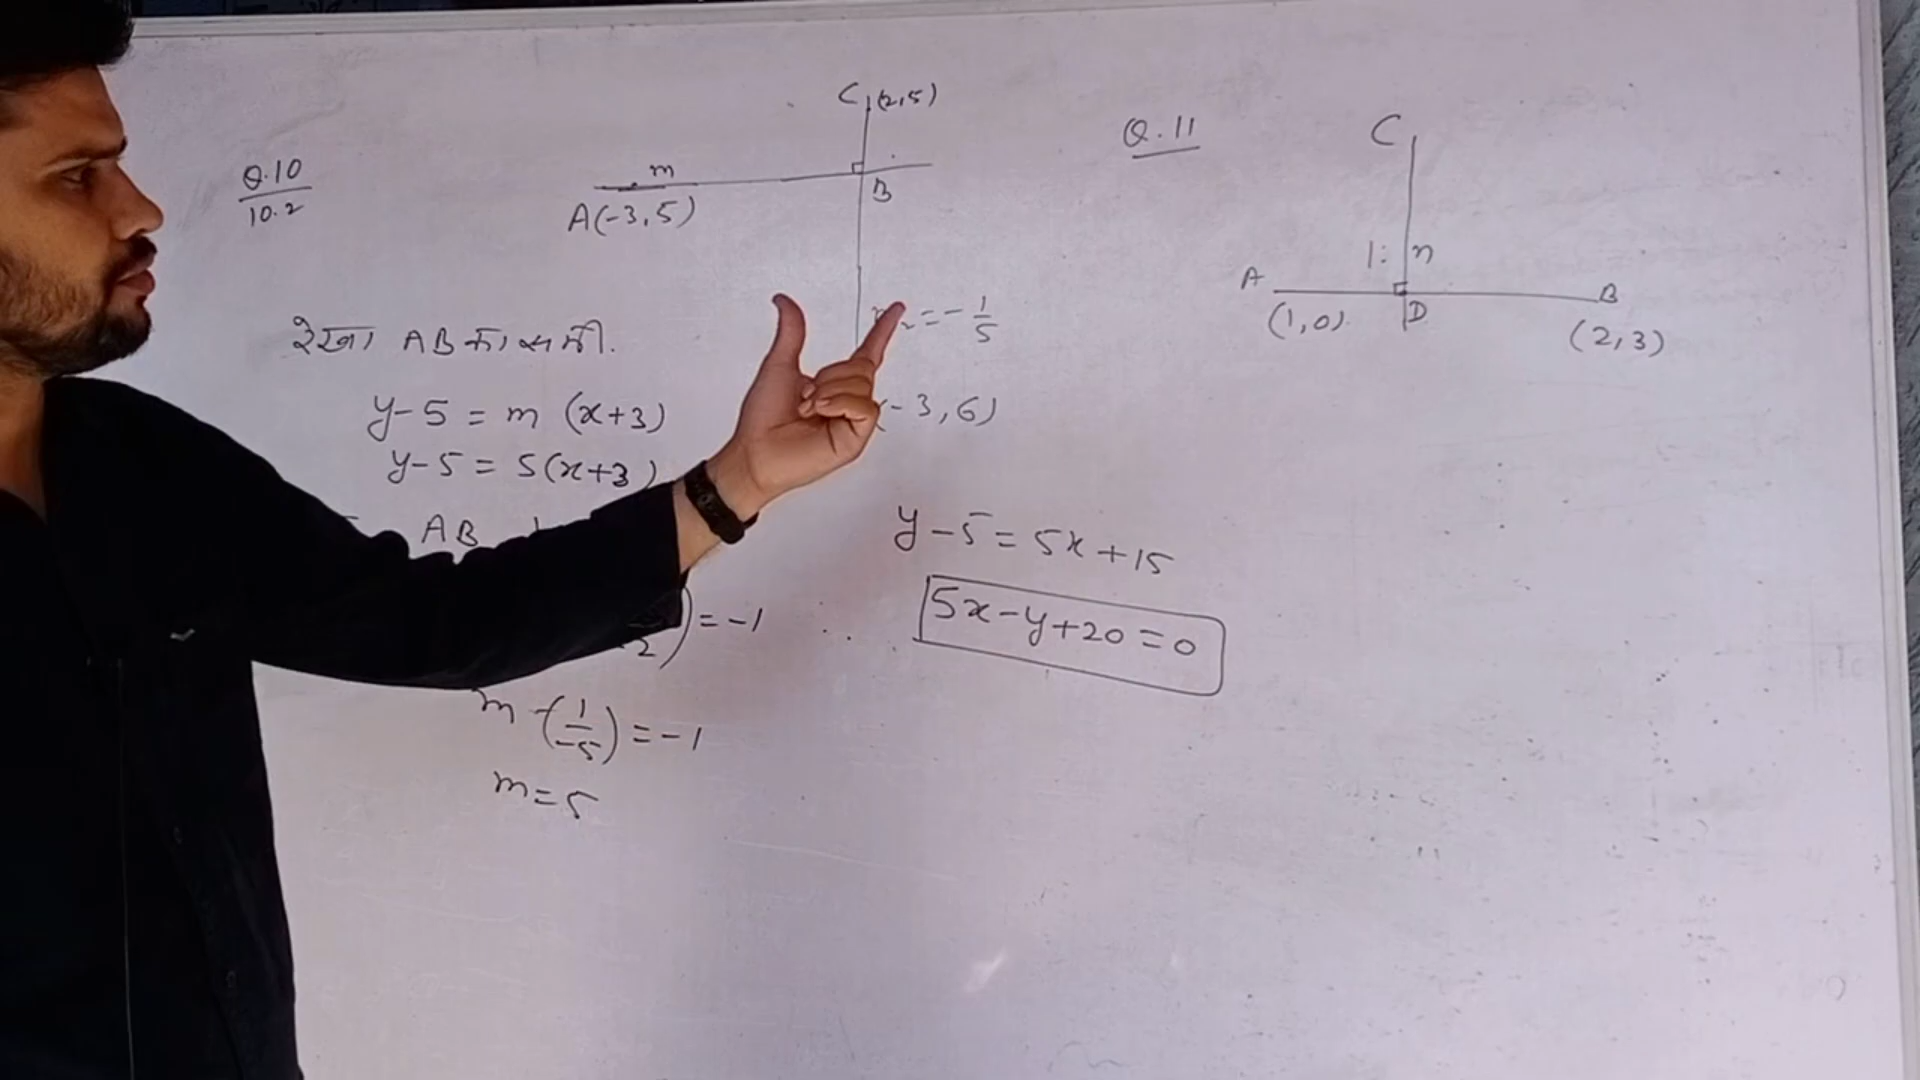 Q.10
10.2
C(2,5)
m
A(-3,5)
B
रेखा AB का समी.
= - 1/5
y-5 = m (x+3)
-3,6)
y-5 = 5(x+3)
AB
2) = -1
m -(1/-5) = -1
m=5
y-5 = 5x+15
5x-y+20=0
Q.11
C
1:n
A
B
(1,0)
D
(2,3)